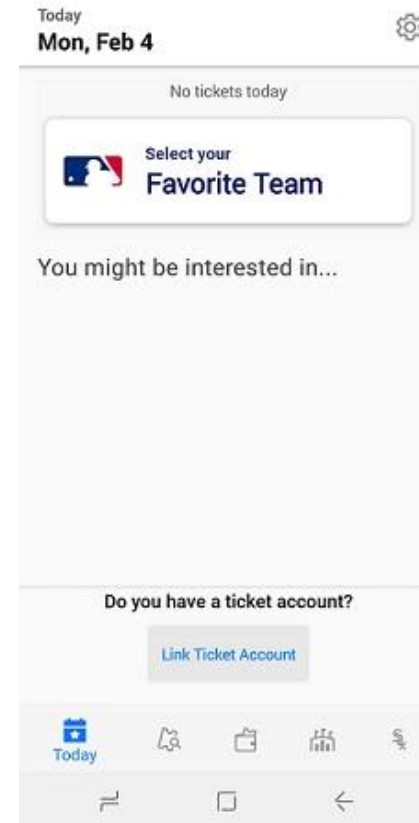 Today
Mon, Feb 4
No tickets today
Select your
Favorite Team
You might be interested in...
Do you have a ticket account?
Link Ticket Account
Today